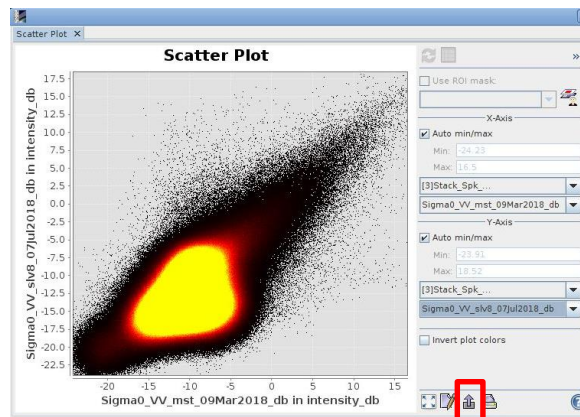 Scatter Plot ×
Scatter Plot
17.5
15.0
12.5
10.0
7.5
5.0
2.5
0.0
-2.5
-5.0
-7.5
-10.0
-12.5
-15.0
-17.5
-20.0
-22.5
Sigma0_VV_slv8_07Jul2018_db in intensity_db
-20 -15 -10 -5 0 5 10 15
Sigma0_VV_mst_09Mar2018_db in intensity_db
»
Use ROI mask:
X-Axis
Auto min/max
Min: -24.23
Max: 16.5
[3]Stack_Spk_...
Sigma0_VV_mst_09Mar2018_db
Y-Axis
Auto min/max
Min: -23.91
Max: 18.52
[3]Stack_Spk_...
Sigma0_VV_slv8_07Jul2018_db
Invert plot colors